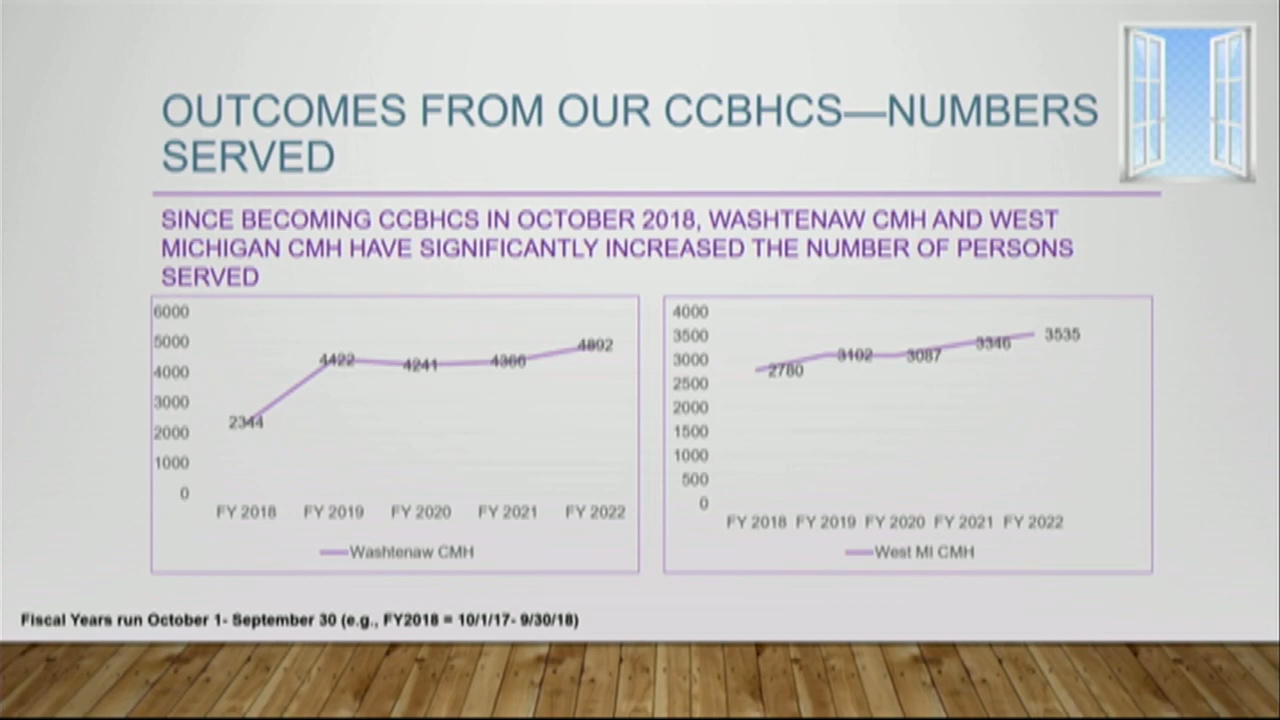 OUTCOMES FROM OUR CCBHCS—NUMBERS
SERVED
SINCE BECOMING CCBHCS IN OCTOBER 2018, WASHTENAW CMH AND WEST
MICHIGAN CMH HAVE SIGNIFICANTLY INCREASED THE NUMBER OF PERSONS
SERVED
6000
5000
4000
3000
2000
1000
0
2344
4422
4241
4366
4802
FY 2018 FY 2019 FY 2020 FY 2021 FY 2022
Washtenaw CMH
4000
3500
3000
2500
2000
1500
1000
500
0
2780
3102
3087
3346
3535
FY 2018 FY 2019 FY 2020 FY 2021 FY 2022
West MI CMH
Fiscal Years run October 1- September 30 (e.g., FY2018 = 10/1/17- 9/30/18)